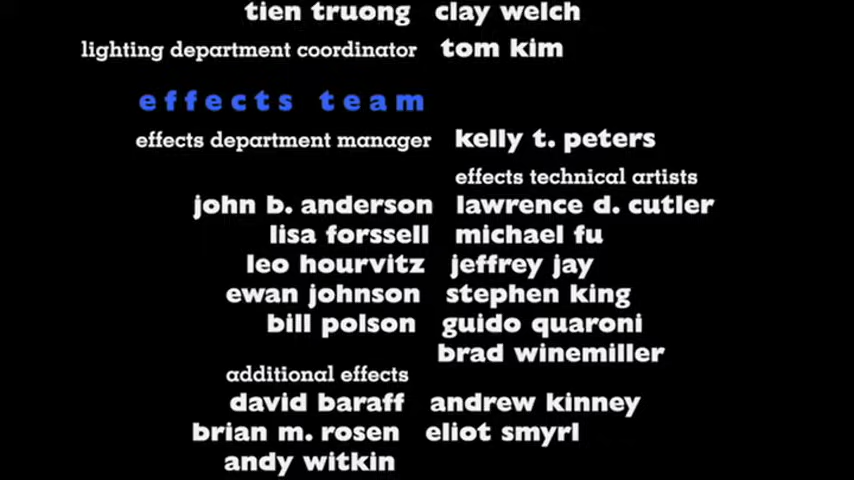 tien truong clay welch
lighting department coordinator tom kim
effects team
effects department manager kelly t. peters
effects technical artists
john b. anderson lawrence d. cutler
lisa forssell michael fu
leo hourvitz jeffrey jay
ewan johnson stephen king
bill polson guido quaroni
brad winemiller
additional effects
david baraff andrew kinney
brian m. rosen eliot smyrl
andy witkin